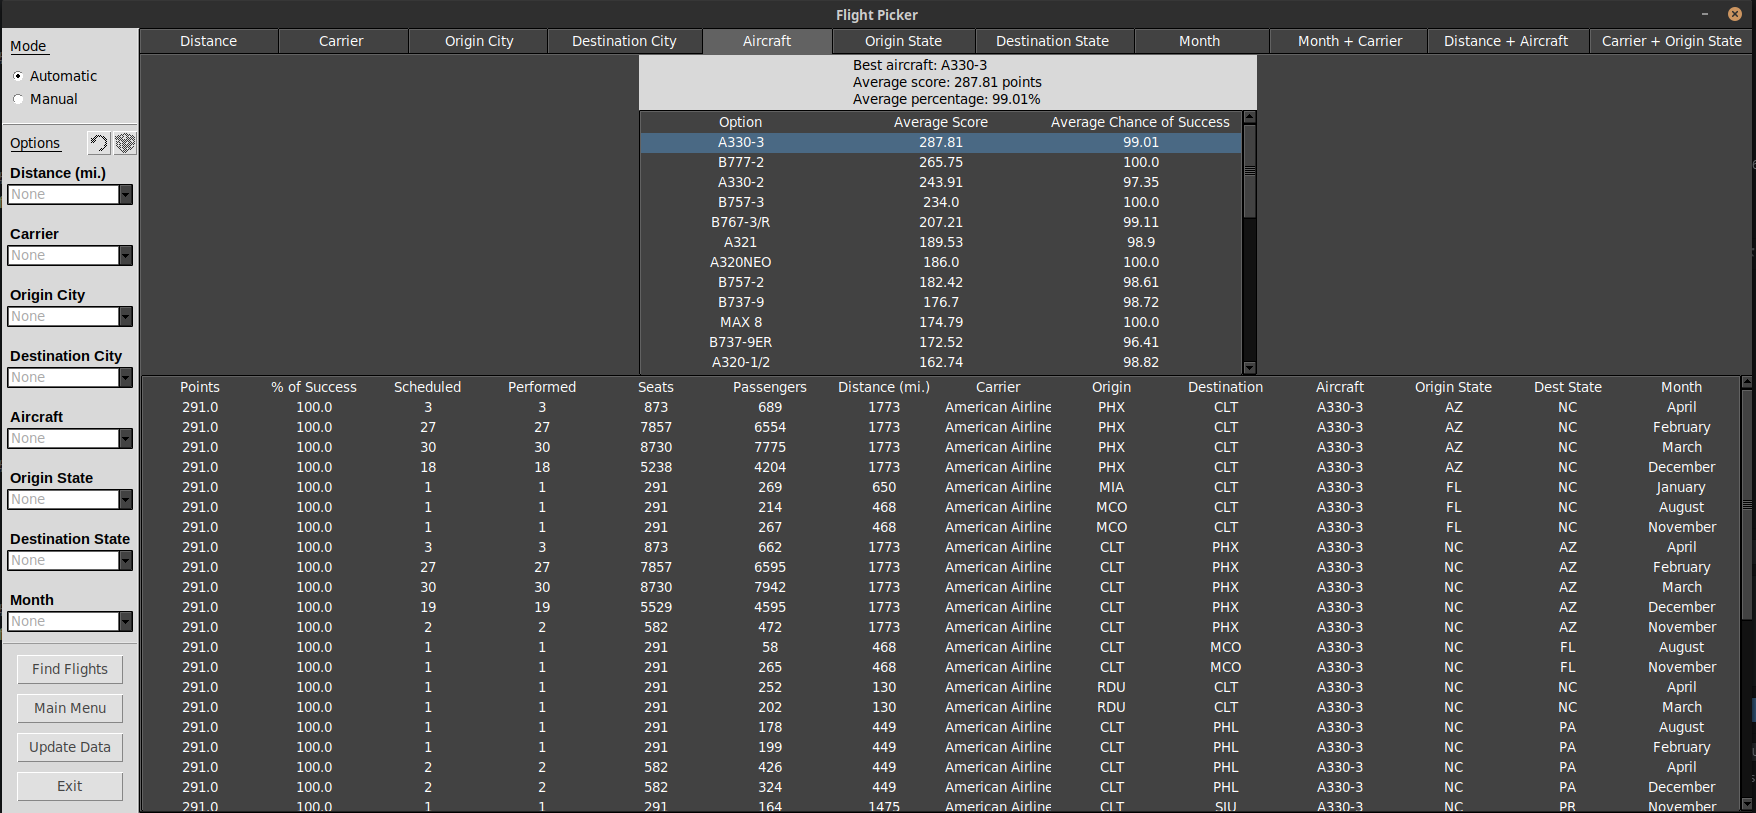 Flight Picker
Mode
Automatic
Manual
Options
Distance (mi.)
None
Carrier
None
Origin City
None
Destination City
None
Aircraft
None
Origin State
None
Destination State
None
Month
None
Find Flights
Main Menu
Update Data
Exit
Distance Carrier Origin City Destination City Aircraft Origin State Destination State Month Month + Carrier Distance + Aircraft Carrier + Origin State
Best aircraft: A330-3
Average score: 287.81 points
Average percentage: 99.01%
Option Average Score Average Chance of Success
A330-3 287.81 99.01
B777-2 265.75 100.0
A330-2 243.91 97.35
B757-3 234.0 100.0
B767-3/R 207.21 99.11
A321 189.53 98.9
A320NEO 186.0 100.0
B757-2 182.42 98.61
B737-9 176.7 98.72
MAX 8 174.79 100.0
B737-9ER 172.52 96.41
A320-1/2 162.74 98.82
Points % of Success Scheduled Performed Seats Passengers Distance (mi.) Carrier Origin Destination Aircraft Origin State Dest State Month
291.0 100.0 3 3 873 689 1773 American Airline PHX CLT A330-3 AZ NC April
291.0 100.0 27 27 7857 6554 1773 American Airline PHX CLT A330-3 AZ NC February
291.0 100.0 30 30 8730 7775 1773 American Airline PHX CLT A330-3 AZ NC March
291.0 100.0 18 18 5238 4204 1773 American Airline PHX CLT A330-3 AZ NC December
291.0 100.0 1 1 291 269 650 American Airline MIA CLT A330-3 FL NC January
291.0 100.0 1 1 291 214 468 American Airline MCO CLT A330-3 FL NC August
291.0 100.0 1 1 291 267 468 American Airline MCO CLT A330-3 FL NC November
291.0 100.0 3 3 873 662 1773 American Airline CLT PHX A330-3 NC AZ April
291.0 100.0 27 27 7857 6595 1773 American Airline CLT PHX A330-3 NC AZ February
291.0 100.0 30 30 8730 7942 1773 American Airline CLT PHX A330-3 NC AZ March
291.0 100.0 19 19 5529 4595 1773 American Airline CLT PHX A330-3 NC AZ December
291.0 100.0 2 2 582 472 1773 American Airline CLT PHX A330-3 NC AZ November
291.0 100.0 1 1 291 58 468 American Airline CLT MCO A330-3 NC FL August
291.0 100.0 1 1 291 265 468 American Airline CLT MCO A330-3 NC FL November
291.0 100.0 1 1 291 252 130 American Airline RDU CLT A330-3 NC NC April
291.0 100.0 1 1 291 202 130 American Airline RDU CLT A330-3 NC NC March
291.0 100.0 1 1 291 178 449 American Airline CLT PHL A330-3 NC PA August
291.0 100.0 1 1 291 199 449 American Airline CLT PHL A330-3 NC PA February
291.0 100.0 2 2 582 426 449 American Airline CLT PHL A330-3 NC PA April
291.0 100.0 2 2 582 324 449 American Airline CLT PHL A330-3 NC PA December
291.0 100.0 1 1 291 164 1475 American Airline CLT SJU A330-3 NC PR November